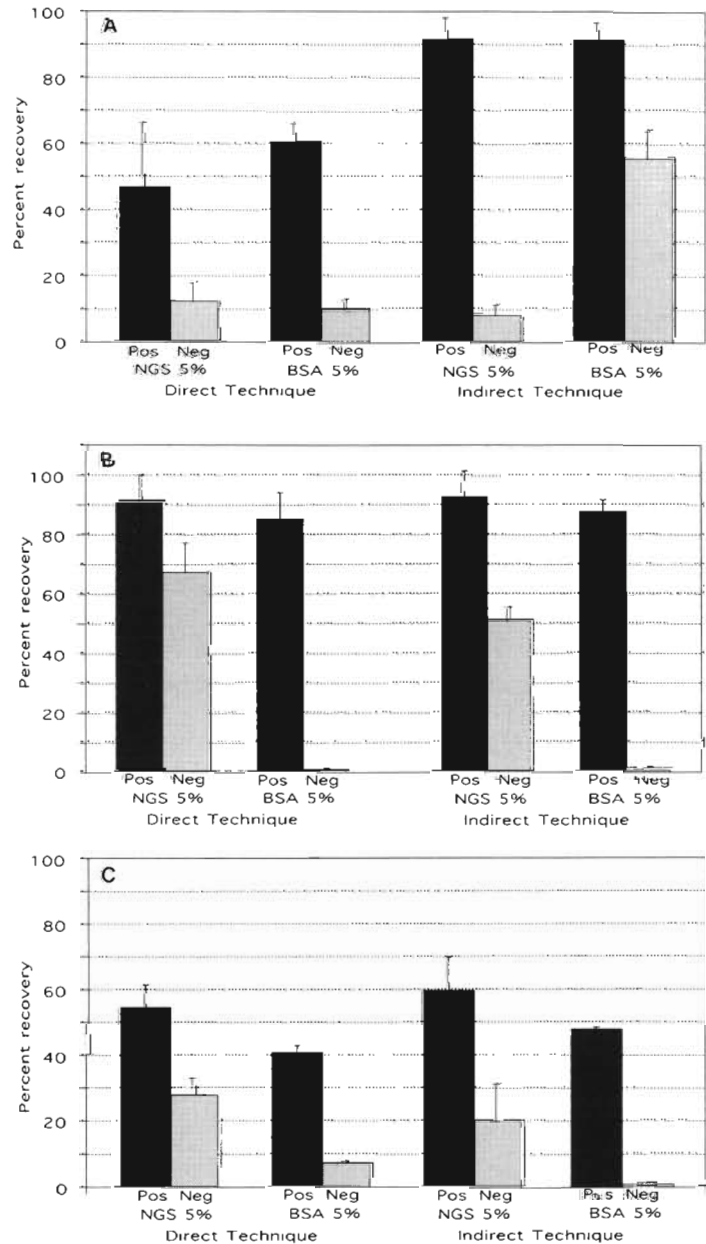 A
100
80
60
40
20
0
Percent recovery
Pos Neg Pos Neg Pos Neg Pos Neg
NGS 5% BSA 5% NGS 5% BSA 5%
Direct Technique Indirect Technique
B
100
80
60
40
20
0
Percent recovery
Pos Neg Pos Neg Pos Neg Pos Neg
NGS 5% BSA 5% NGS 5% BSA 5%
Direct Technique Indirect Technique
C
100
80
60
40
20
0
Percent recovery
Pos Neg Pos Neg Pos Neg Pos Neg
NGS 5% BSA 5% NGS 5% BSA 5%
Direct Technique Indirect Technique